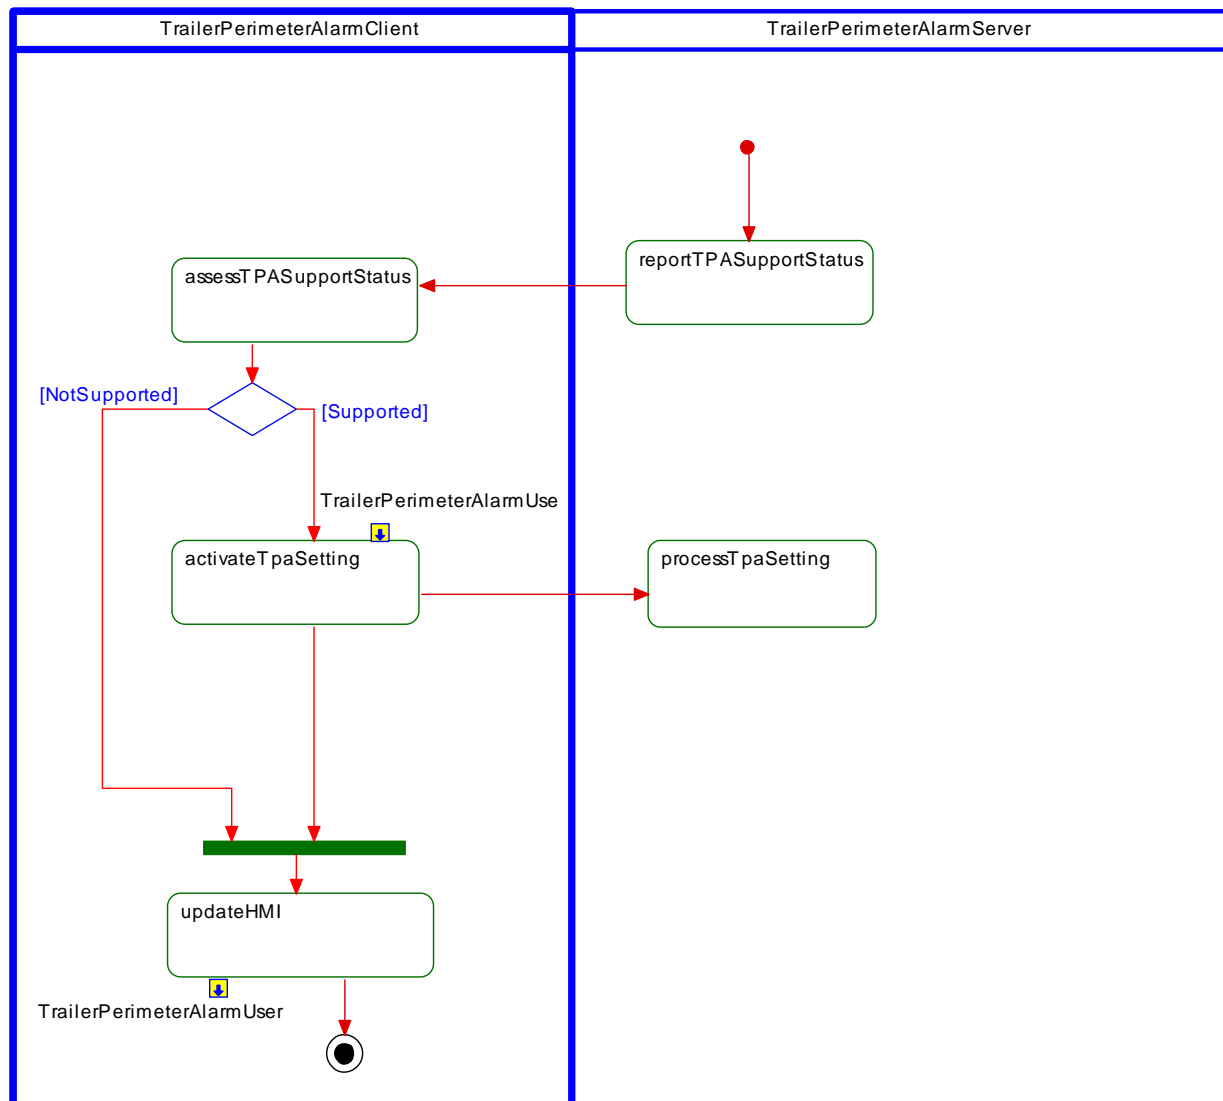 TrailerPerimeterAlarmClient
TrailerPerimeterAlarmServer
reportTPASupportStatus
assessTPASupportStatus
[NotSupported]
[Supported]
TrailerPerimeterAlarmUse
activateTpaSetting
processTpaSetting
updateHMI
TrailerPerimeterAlarmUser